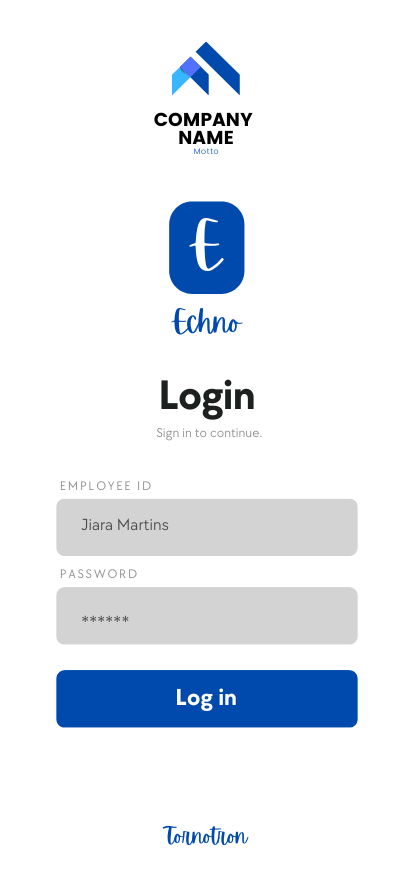 COMPANY
NAME
Motto
E
Echno
Login
Sign in to continue.
EMPLOYEE ID
Jiara Martins
PASSWORD
******
Log in
Tornotron